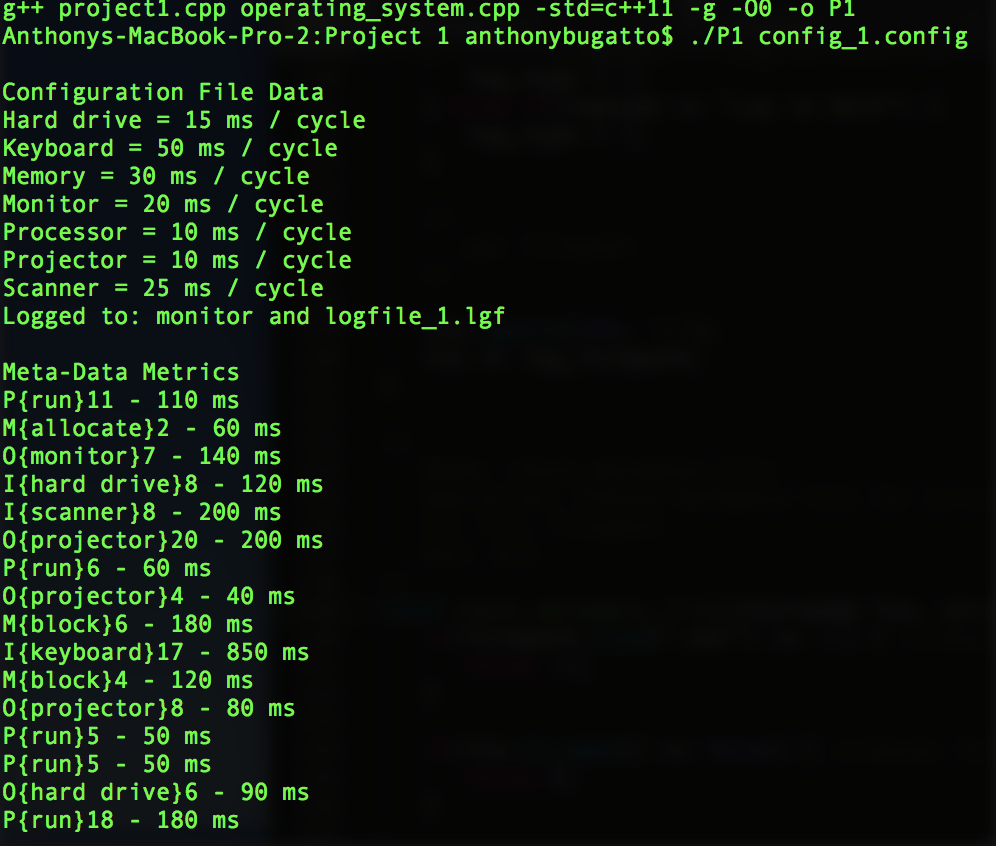 g++ project1.cpp operating_system.cpp -std=c++11 -g -O0 -o P1
Anthonys-MacBook-Pro-2:Project 1 anthonybugatto$ ./P1 config_1.config
Configuration File Data
Hard drive = 15 ms / cycle
Keyboard = 50 ms / cycle
Memory = 30 ms / cycle
Monitor = 20 ms / cycle
Processor = 10 ms / cycle
Projector = 10 ms / cycle
Scanner = 25 ms / cycle
Logged to: monitor and logfile_1.lgf
Meta-Data Metrics
P{run}11 - 110 ms
M{allocate}2 - 60 ms
O{monitor}7 - 140 ms
I{hard drive}8 - 120 ms
I{scanner}8 - 200 ms
O{projector}20 - 200 ms
P{run}6 - 60 ms
O{projector}4 - 40 ms
M{block}6 - 180 ms
I{keyboard}17 - 850 ms
M{block}4 - 120 ms
O{projector}8 - 80 ms
P{run}5 - 50 ms
P{run}5 - 50 ms
O{hard drive}6 - 90 ms
P{run}18 - 180 ms